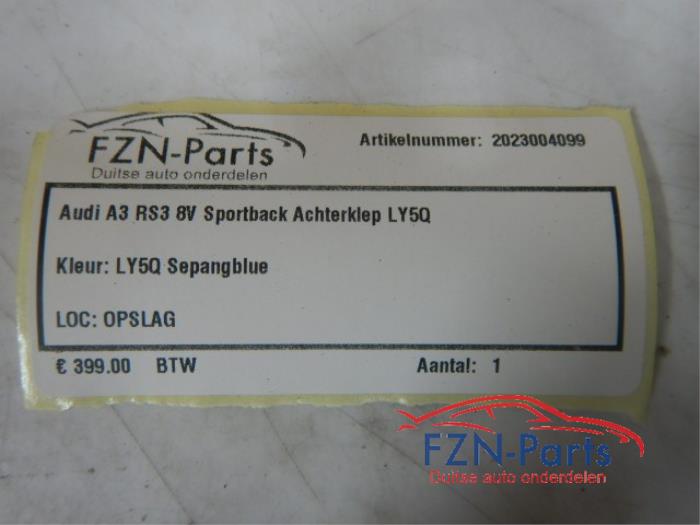 FZN-Parts
Duitse auto onderdelen
Artikelnummer: 2023004099
Audi A3 RS3 8V Sportback Achterklep LY5Q
Kleur: LY5Q Sepangblue
LOC: OPSLAG
€ 399.00 BTW Aantal: 1
FZN-Parts
Duitse auto onderdelen